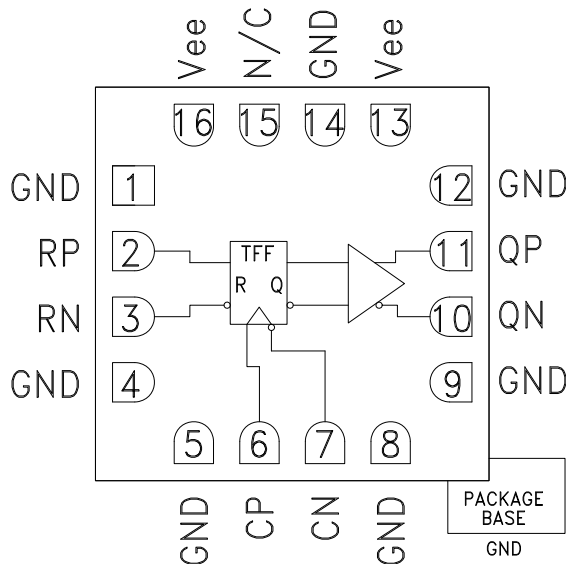 Vee N/C GND Vee
16 15 14 13
GND 1 12 GND
RP 2 TFF 11 QP
R Q
RN 3 10 QN
GND 4 9 GND
5 6 7 8
GND CP CN GND
PACKAGE
BASE
GND